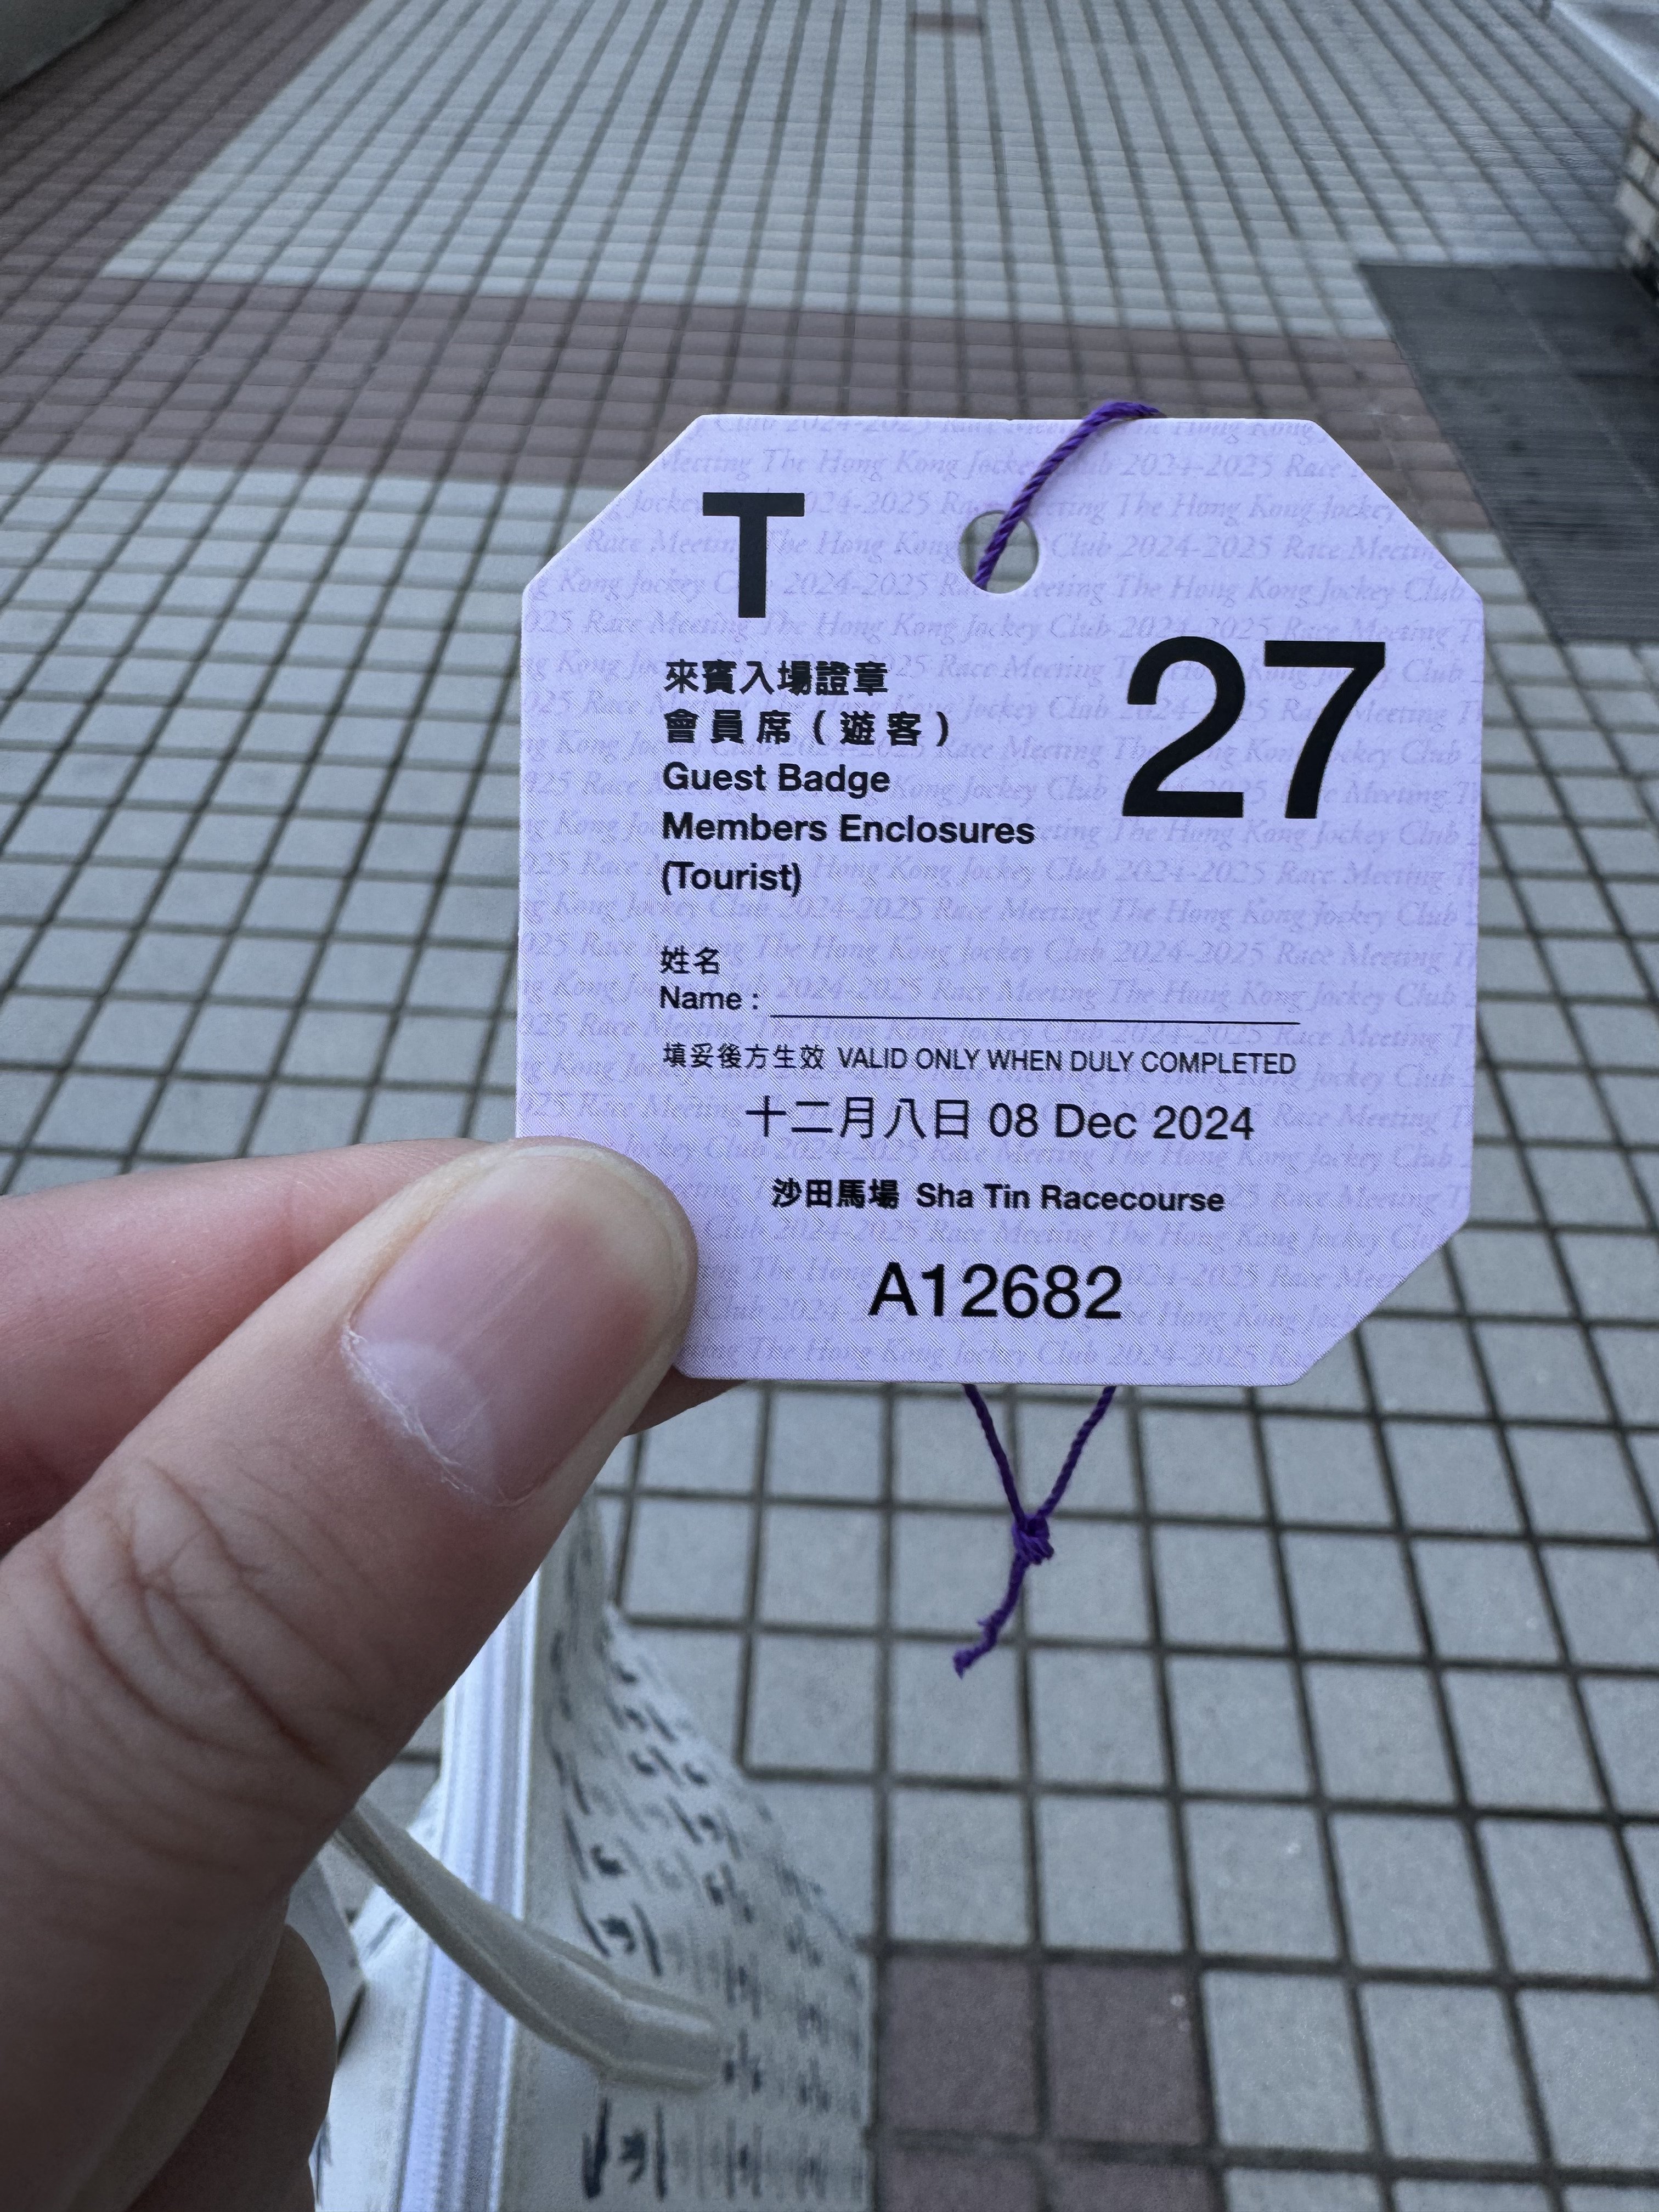 T
27
來賓入場證章
會員席（遊客）
Guest Badge
Members Enclosures
(Tourist)
姓名
Name :
填妥後方生效 VALID ONLY WHEN DULY COMPLETED
十二月八日 08 Dec 2024
沙田馬場 Sha Tin Racecourse
A12682